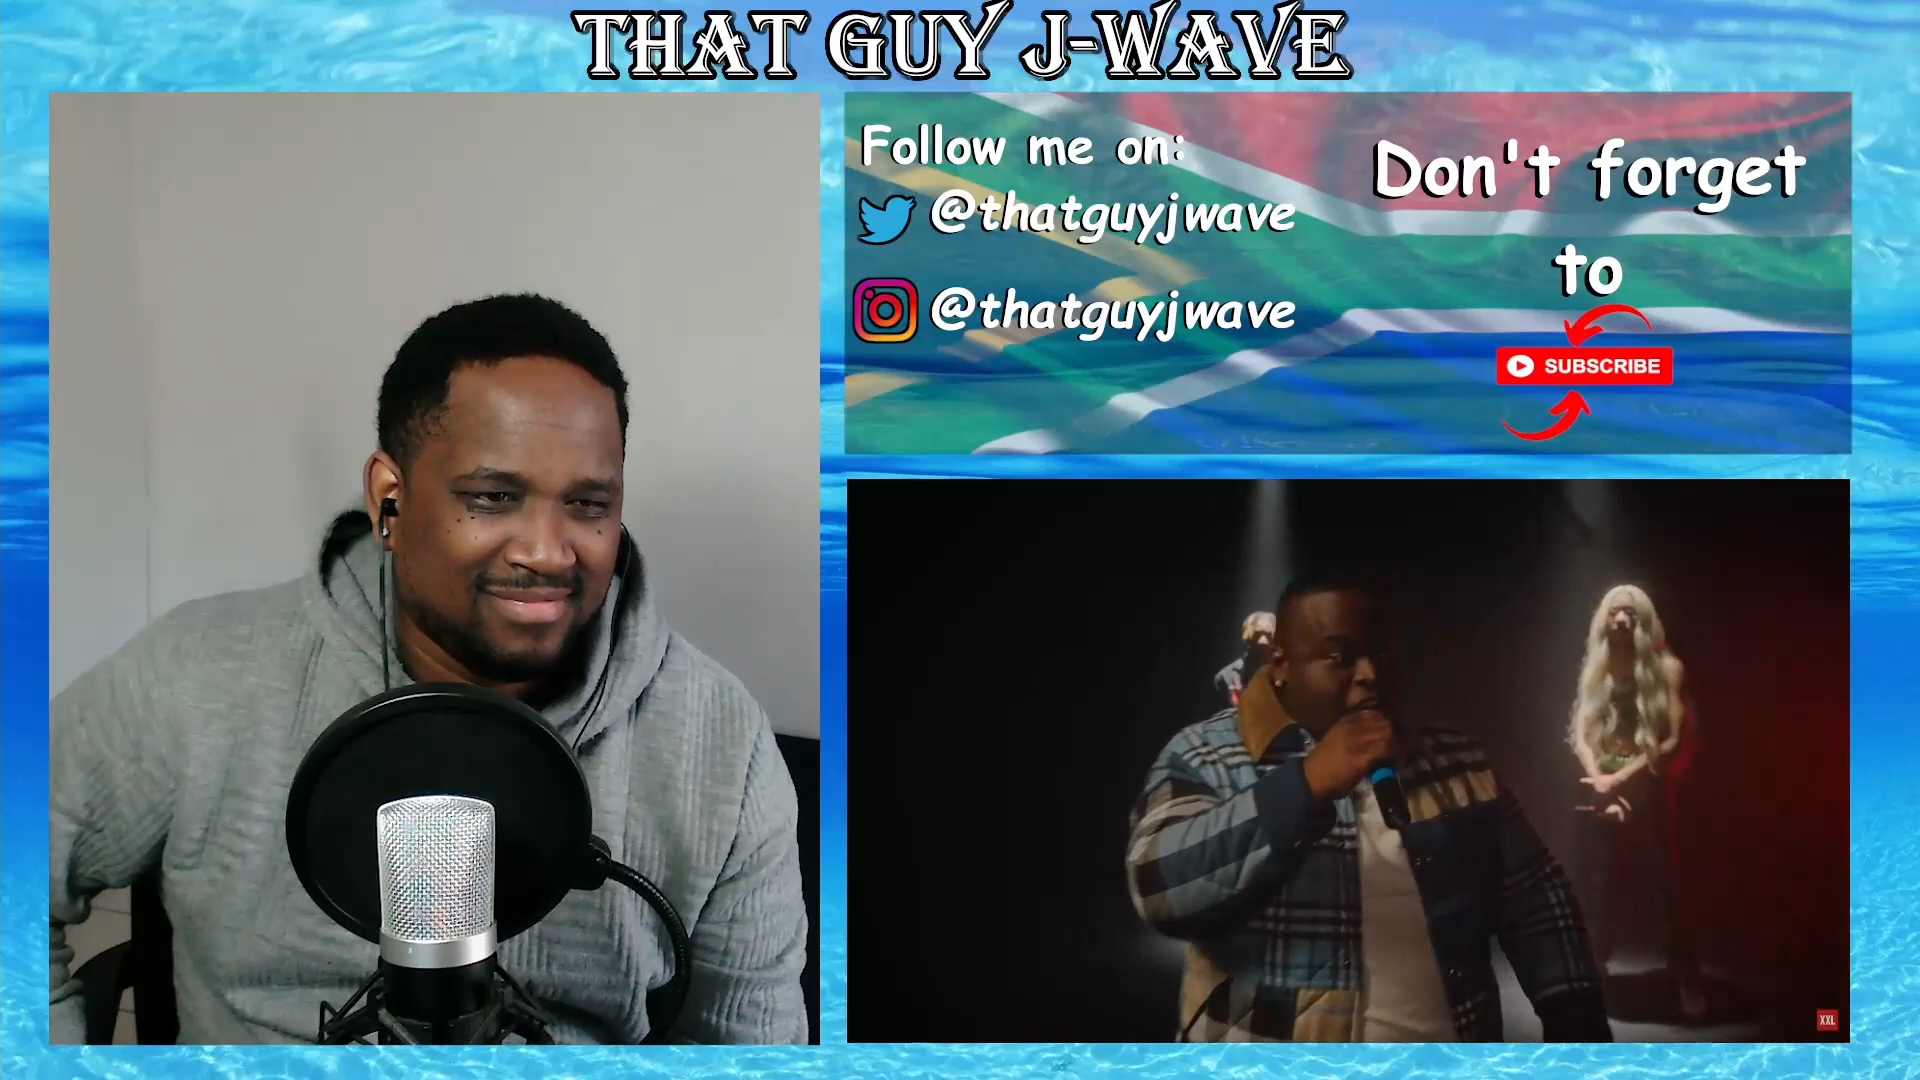 THAT GUY J-WAVE
Follow me on:
@thatguyjwave
@thatguyjwave
Don't forget
to
SUBSCRIBE
XXL